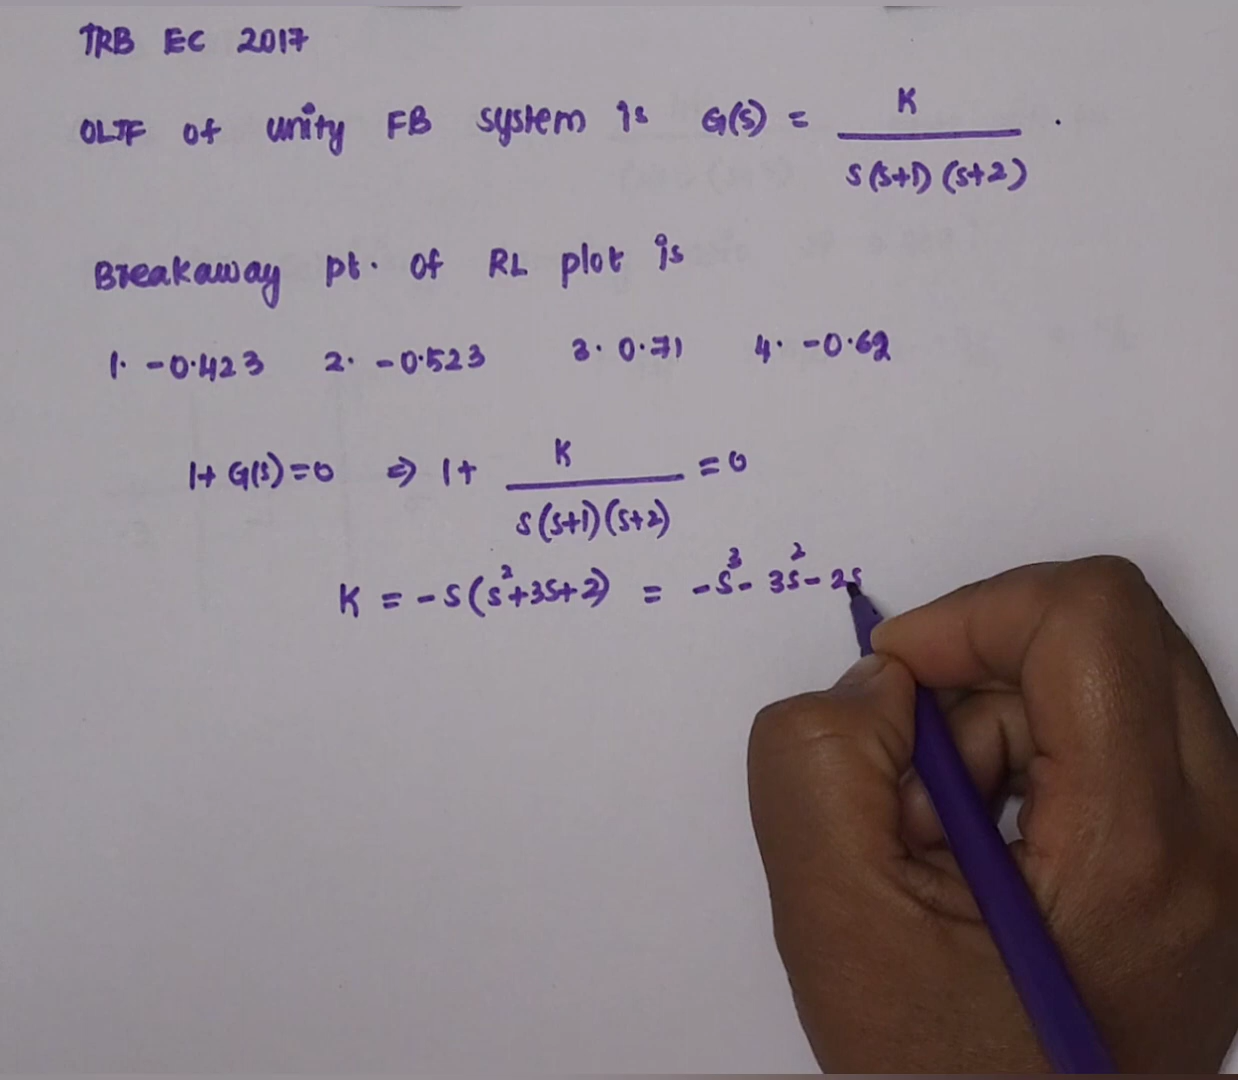 TRB EC 2017
OLTF of unity FB system is G(s) = K / s(s+1)(s+2) .
Breakaway pt. of RL plot is
1. -0.423 2. -0.523 3. 0.71 4. -0.62
1+ G(s)=0 ⇒ 1+ K / s(s+1)(s+2) =0
K = -s(s²+3s+2) = -s³- 3s²- 2s